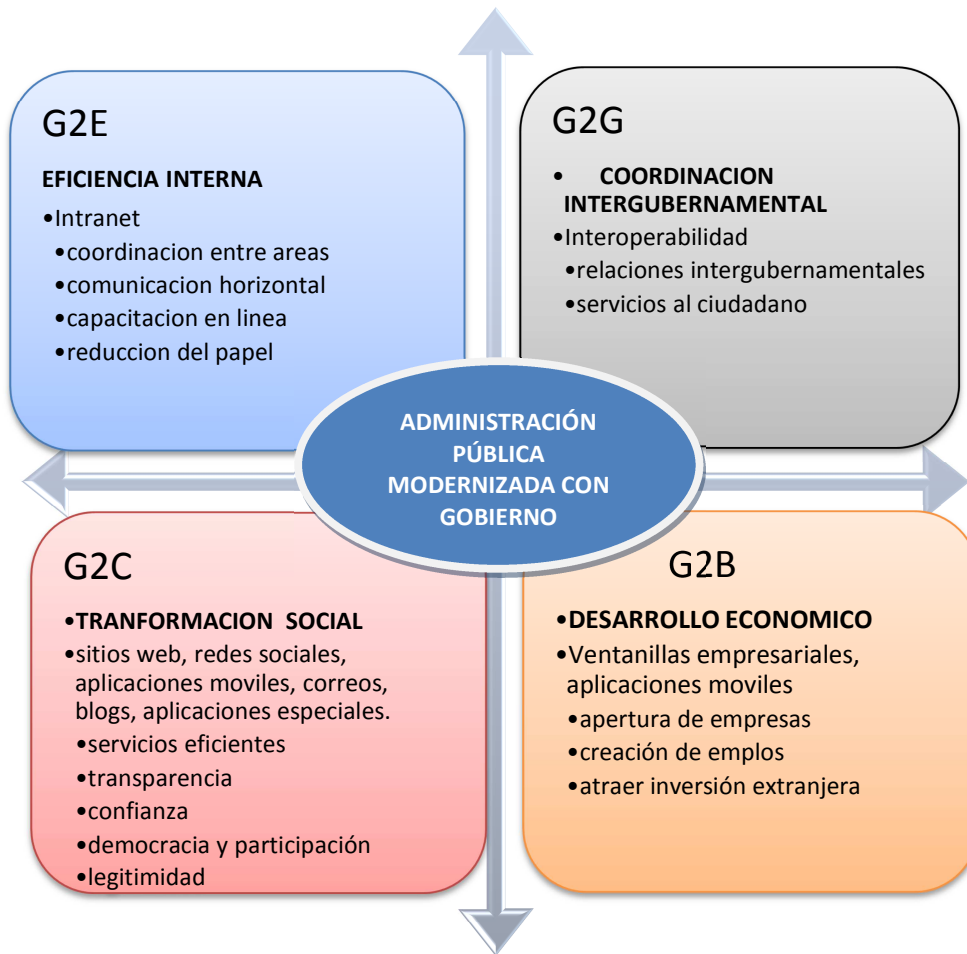 G2E
EFICIENCIA INTERNA
•Intranet
•coordinacion entre areas
•comunicacion horizontal
•capacitacion en linea
•reduccion del papel
G2G
• COORDINACION
INTERGUBERNAMENTAL
•Interoperabilidad
•relaciones intergubernamentales
•servicios al ciudadano
ADMINISTRACIÓN
PÚBLICA
MODERNIZADA CON
GOBIERNO
G2C
•TRANFORMACION SOCIAL
•sitios web, redes sociales,
aplicaciones moviles, correos,
blogs, aplicaciones especiales.
•servicios eficientes
•transparencia
•confianza
•democracia y participación
•legitimidad
G2B
•DESARROLLO ECONOMICO
•Ventanillas empresariales,
aplicaciones moviles
•apertura de empresas
•creación de emplos
•atraer inversión extranjera